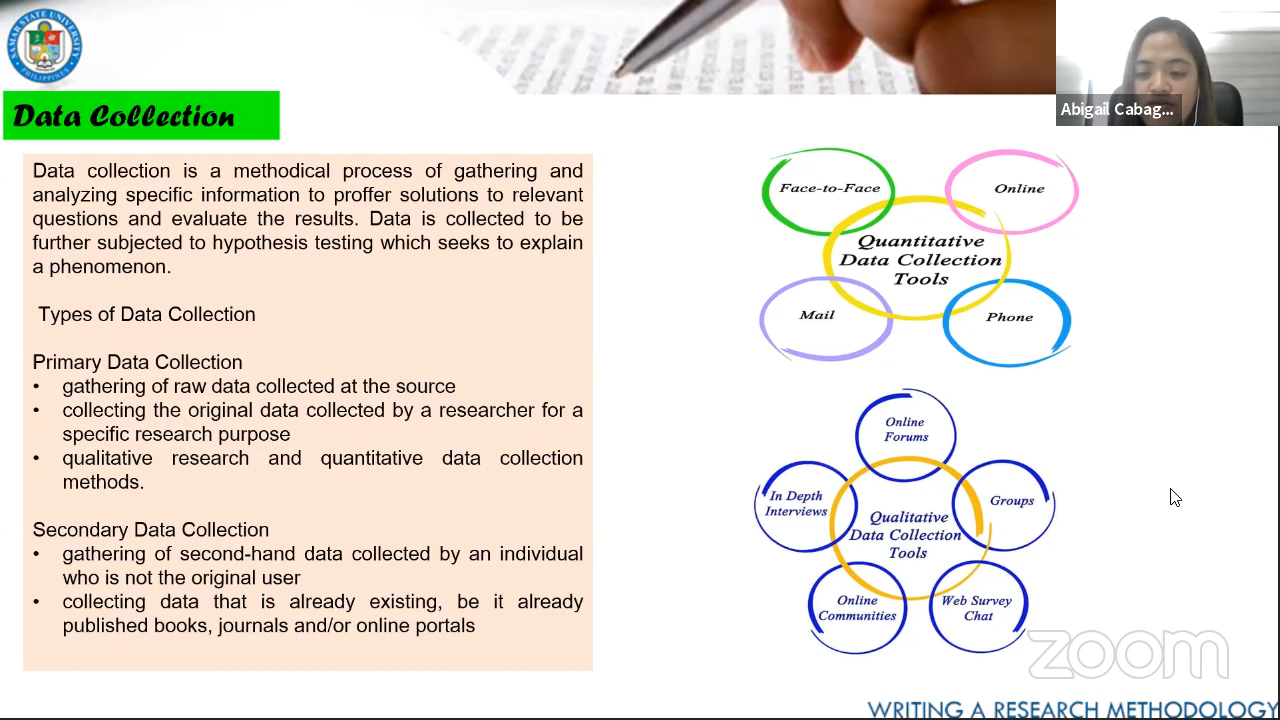 SAMAR STATE UNIVERSITY
PHILIPPINES
Abigail Cabag...
Data Collection
Data collection is a methodical process of gathering and
analyzing specific information to proffer solutions to relevant
questions and evaluate the results. Data is collected to be
further subjected to hypothesis testing which seeks to explain
a phenomenon.
Types of Data Collection
Primary Data Collection
• gathering of raw data collected at the source
• collecting the original data collected by a researcher for a
specific research purpose
• qualitative research and quantitative data collection
methods.
Secondary Data Collection
• gathering of second-hand data collected by an individual
who is not the original user
• collecting data that is already existing, be it already
published books, journals and/or online portals
Face-to-Face
Online
Quantitative
Data Collection
Tools
Mail
Phone
Online
Forums
In Depth
Interviews
Groups
Qualitative
Data Collection
Tools
Online
Communities
Web Survey
Chat
zoom
WRITING A RESEARCH METHODOLOGY